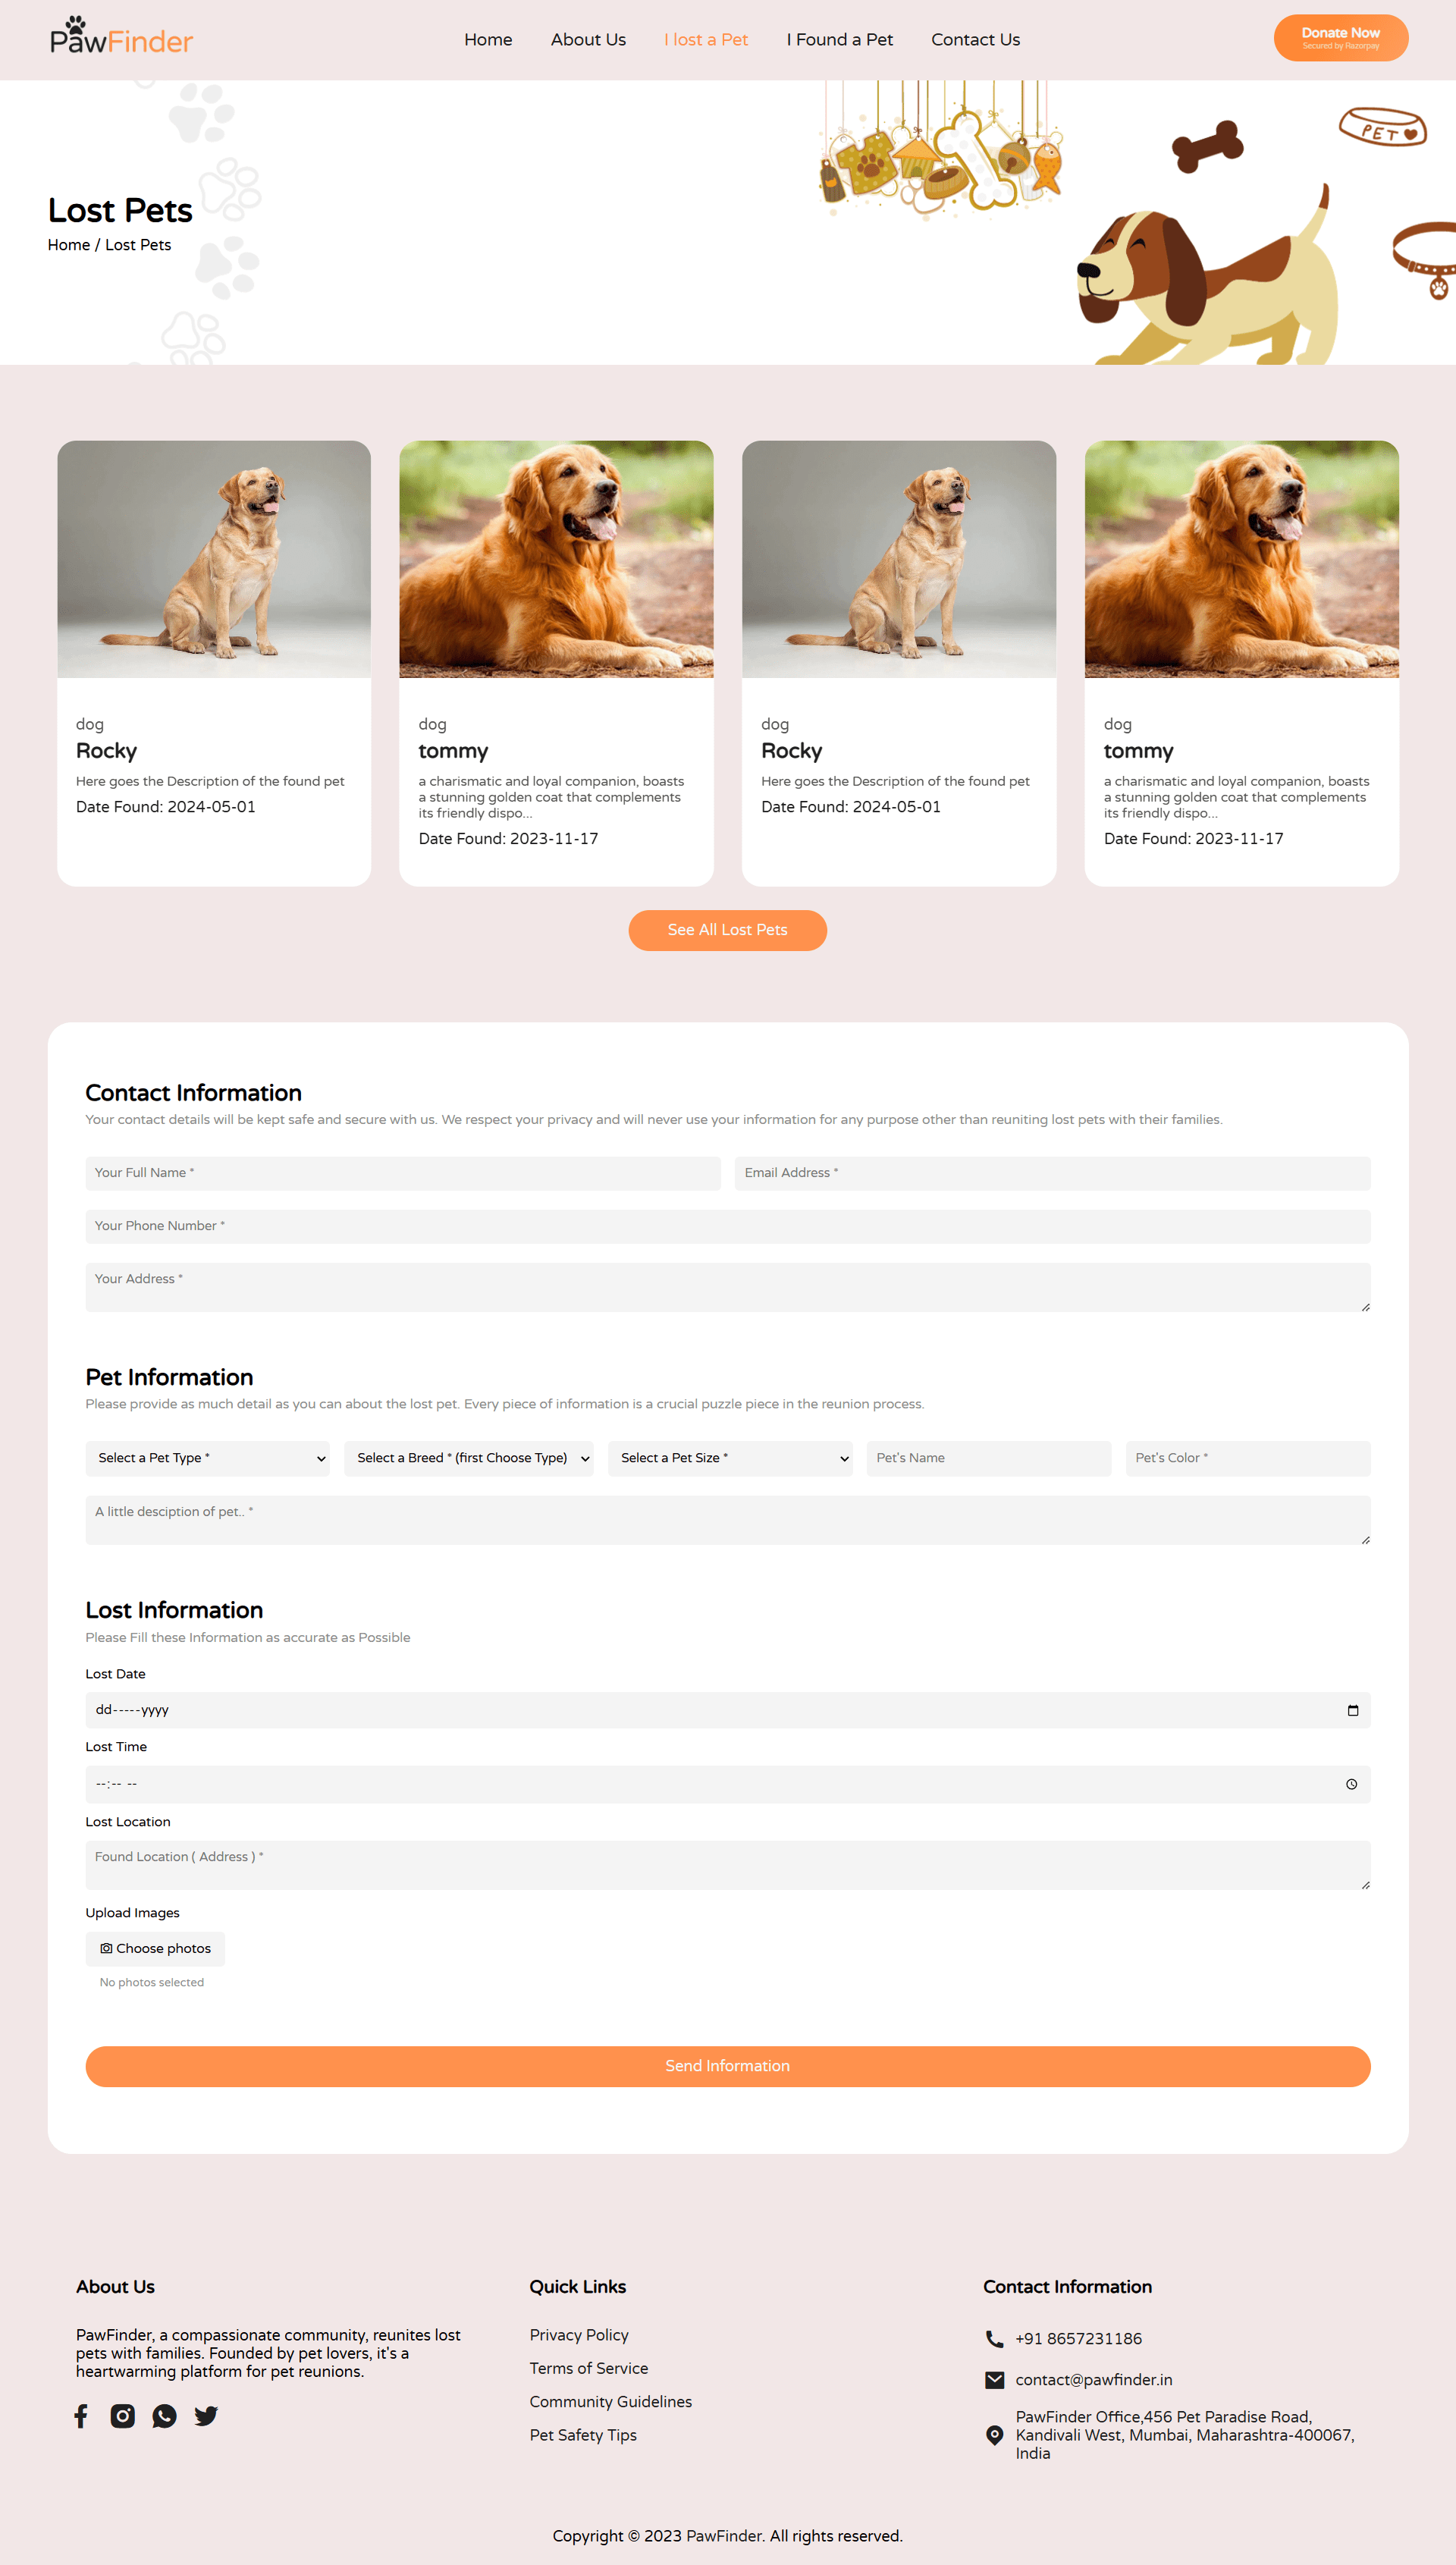 PawFinder
Home
About Us
I lost a Pet
I Found a Pet
Contact Us
Donate Now
Secured by Razorpay
PET
Lost Pets
Home / Lost Pets
dog
Rocky
Here goes the Description of the found pet
Date Found: 2024-05-01
dog
tommy
a charismatic and loyal companion, boasts
a stunning golden coat that complements
its friendly dispo...
Date Found: 2023-11-17
dog
Rocky
Here goes the Description of the found pet
Date Found: 2024-05-01
dog
tommy
a charismatic and loyal companion, boasts
a stunning golden coat that complements
its friendly dispo...
Date Found: 2023-11-17
See All Lost Pets
Contact Information
Your contact details will be kept safe and secure with us. We respect your privacy and will never use your information for any purpose other than reuniting lost pets with their families.
Your Full Name *
Email Address *
Your Phone Number *
Your Address *
Pet Information
Please provide as much detail as you can about the lost pet. Every piece of information is a crucial puzzle piece in the reunion process.
Select a Pet Type *
Select a Breed * (first Choose Type)
Select a Pet Size *
Pet's Name
Pet's Color *
A little desciption of pet.. *
Lost Information
Please Fill these Information as accurate as Possible
Lost Date
dd-----yyyy
Lost Time
--:-- --
Lost Location
Found Location ( Address ) *
Upload Images
Choose photos
No photos selected
Send Information
About Us
PawFinder, a compassionate community, reunites lost
pets with families. Founded by pet lovers, it's a
heartwarming platform for pet reunions.
Quick Links
Privacy Policy
Terms of Service
Community Guidelines
Pet Safety Tips
Contact Information
+91 8657231186
contact@pawfinder.in
PawFinder Office,456 Pet Paradise Road,
Kandivali West, Mumbai, Maharashtra-400067,
India
Copyright © 2023 PawFinder. All rights reserved.